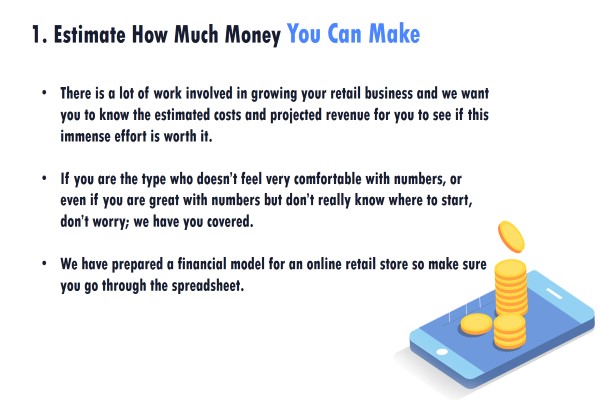 1. Estimate How Much Money You Can Make
• There is a lot of work involved in growing your retail business and we want
you to know the estimated costs and projected revenue for you to see if this
immense effort is worth it.
• If you are the type who doesn't feel very comfortable with numbers, or
even if you are great with numbers but don't really know where to start,
don't worry; we have you covered.
• We have prepared a financial model for an online retail store so make sure
you go through the spreadsheet.